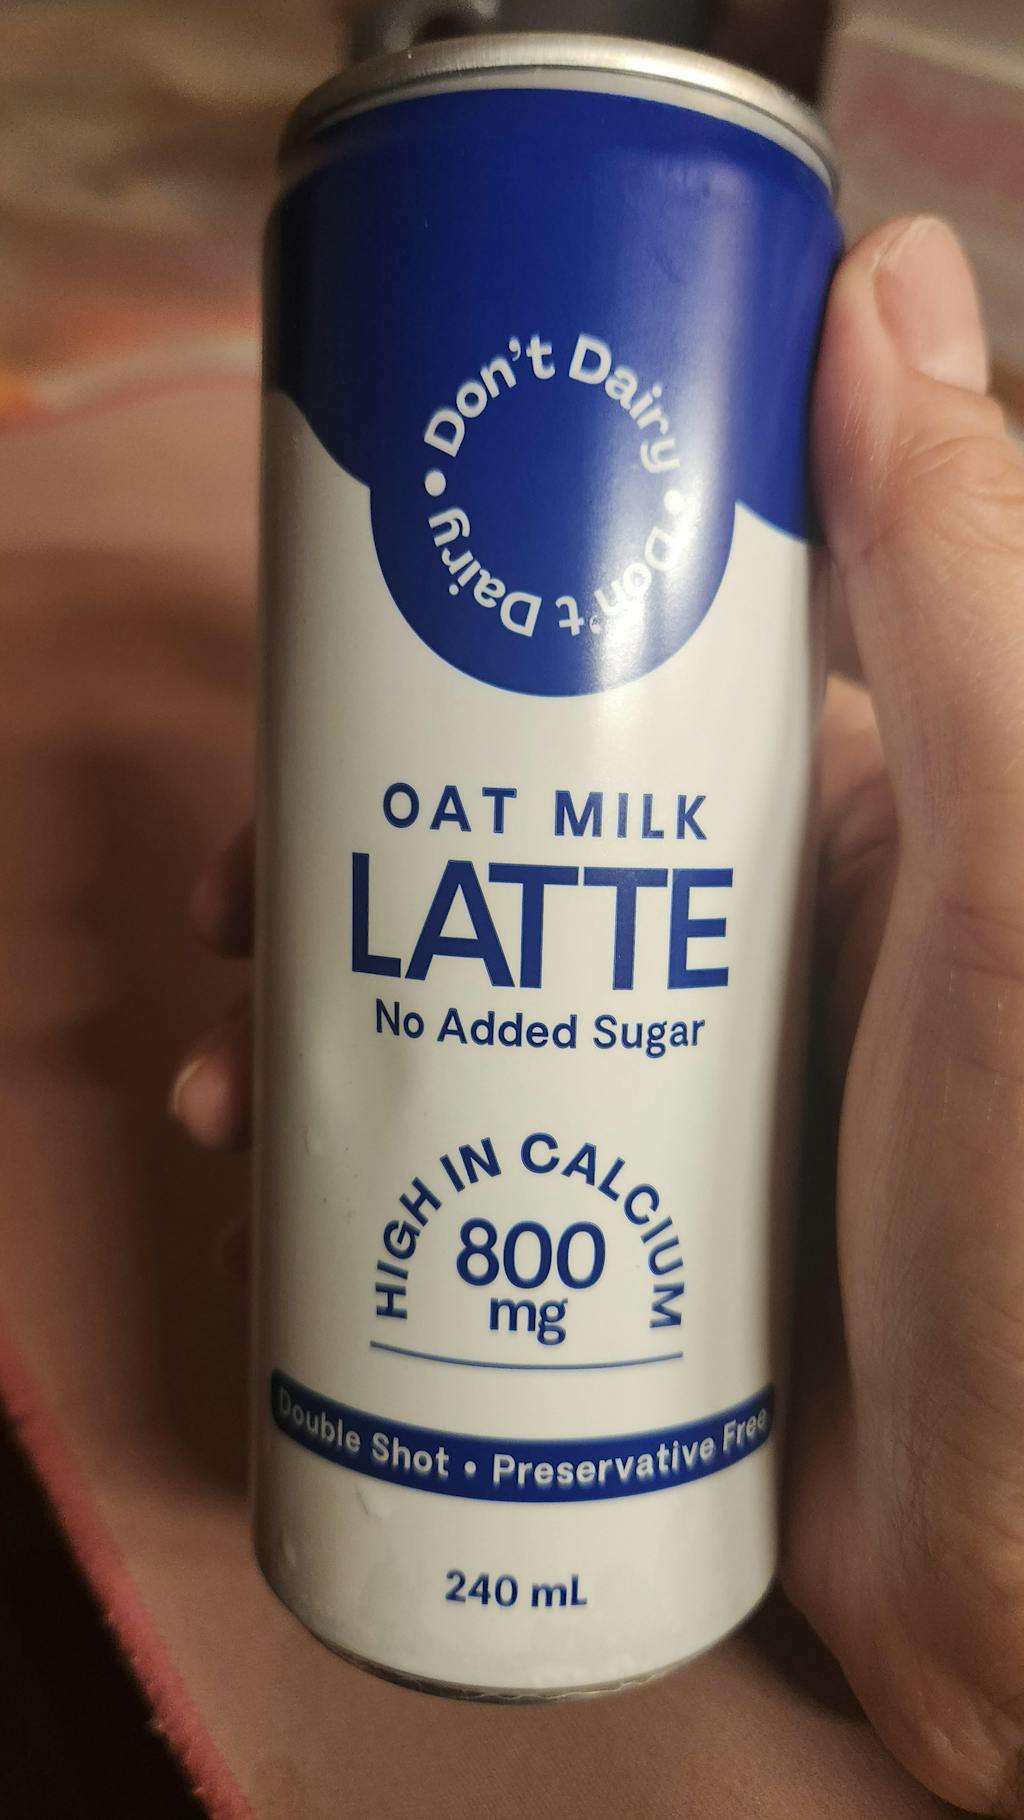 Don't Dairy • Don't Dairy •
OAT MILK
LATTE
No Added Sugar
HIGH IN CALCIUM
800
mg
Double Shot • Preservative Free
240 mL